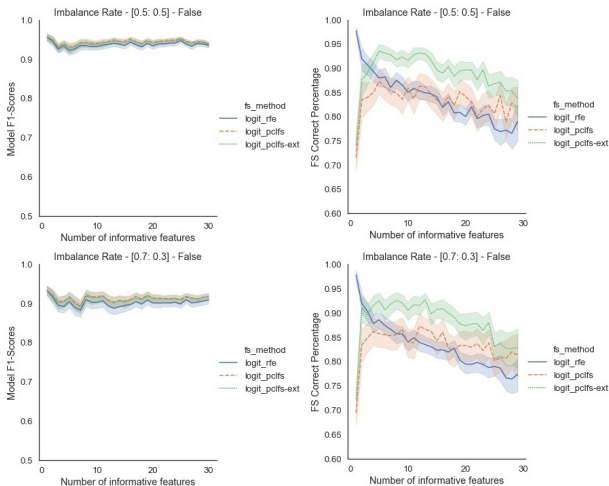 Imbalance Rate - [0.5: 0.5] - False
1.0
0.9
0.8
0.7
0.6
0.5
Model F1-Scores
0
10
20
30
Number of informative features
fs_method
logit_rfe
logit_pclfs
logit_pclfs-ext
Imbalance Rate - [0.5: 0.5] - False
1.00
0.95
0.90
0.85
0.80
0.75
0.70
0.65
0.60
FS Correct Percentage
0
10
20
30
Number of informative features
fs_method
logit_rfe
logit_pclfs
logit_pclfs-ext
Imbalance Rate - [0.7: 0.3] - False
1.0
0.9
0.8
0.7
0.6
0.5
Model F1-Scores
0
10
20
30
Number of informative features
fs_method
logit_rfe
logit_pclfs
logit_pclfs-ext
Imbalance Rate - [0.7: 0.3] - False
1.00
0.95
0.90
0.85
0.80
0.75
0.70
0.65
0.60
FS Correct Percentage
0
10
20
30
Number of informative features
fs_method
logit_rfe
logit_pclfs
logit_pclfs-ext